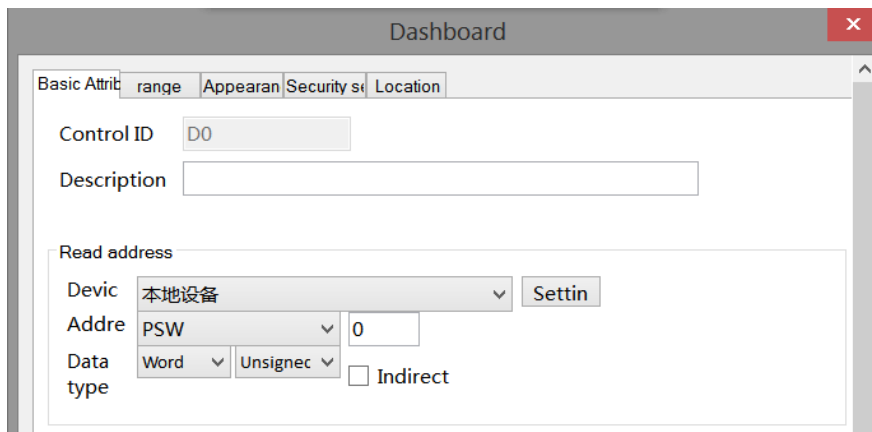 Dashboard
Basic Attrib range Appearan Security se Location
Control ID D0
Description
Read address
Devic 本地设备 Settin
Addre PSW 0
Data type Word Unsignec Indirect